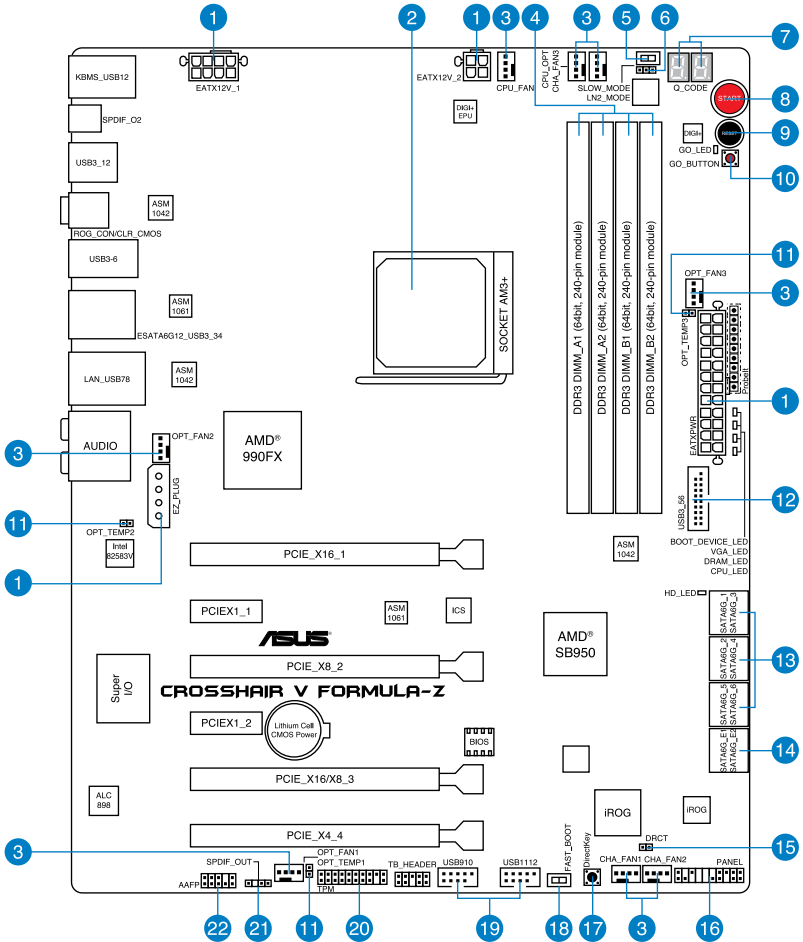 1
2
1
3
4
3
5
6
7
KBMS_USB12
EATX12V_1
EATX12V_2
CPU_FAN
CPU_OPT
CHA_FAN3
SLOW_MODE
LN2_MODE
Q_CODE
START
8
SPDIF_O2
DIGI+
EPU
DIGI+
RESET
9
GO_LED
GO_BUTTON
10
USB3_12
ASM
1042
ROG_CON/CLR_CMOS
USB3-6
11
OPT_FAN3
3
SOCKET AM3+
DDR3 DIMM_A1 (64bit, 240-pin module)
DDR3 DIMM_A2 (64bit, 240-pin module)
DDR3 DIMM_B1 (64bit, 240-pin module)
DDR3 DIMM_B2 (64bit, 240-pin module)
ASM
1061
ESATA6G12_USB3_34
OPT_TEMP3
ProbeIt
LAN_USB78
ASM
1042
1
EATXPWR
AUDIO
3
OPT_FAN2
AMD®
990FX
EZ_PLUG
12
USB3_56
11
OPT_TEMP2
Intel
82583V
BOOT_DEVICE_LED
VGA_LED
DRAM_LED
CPU_LED
ASM
1042
1
PCIE_X16_1
HD_LED
SATA6G_1
SATA6G_3
PCIEX1_1
ASM
1061
ICS
ASUS
AMD®
SB950
SATA6G_2
SATA6G_4
13
PCIE_X8_2
Super
I/O
CROSSHAIR V FORMULA-Z
SATA6G_5
SATA6G_6
PCIEX1_2
Lithium Cell
CMOS Power
BIOS
SATA6G_E1
SATA6G_E2
14
PCIE_X16/X8_3
ALC
898
iROG
iROG
PCIE_X4_4
DRCT
15
3
SPDIF_OUT
OPT_FAN1
OPT_TEMP1
TB_HEADER
USB910
USB1112
FAST_BOOT
DirectKey
CHA_FAN1
CHA_FAN2
PANEL
AAFP
TPM
22
21
11
20
19
18
17
3
16